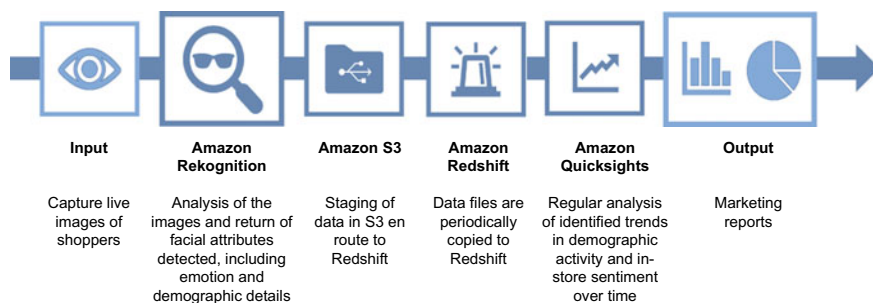 Input
Capture live
images of
shoppers
Amazon
Rekognition
Analysis of the
images and return of
facial attributes
detected, including
emotion and
demographic details
Amazon S3
Staging of
data in S3 en
route to
Redshift
Amazon
Redshift
Data files are
periodically
copied to
Redshift
Amazon
Quicksights
Regular analysis
of identified trends
in demographic
activity and in-
store sentiment
over time
Output
Marketing
reports